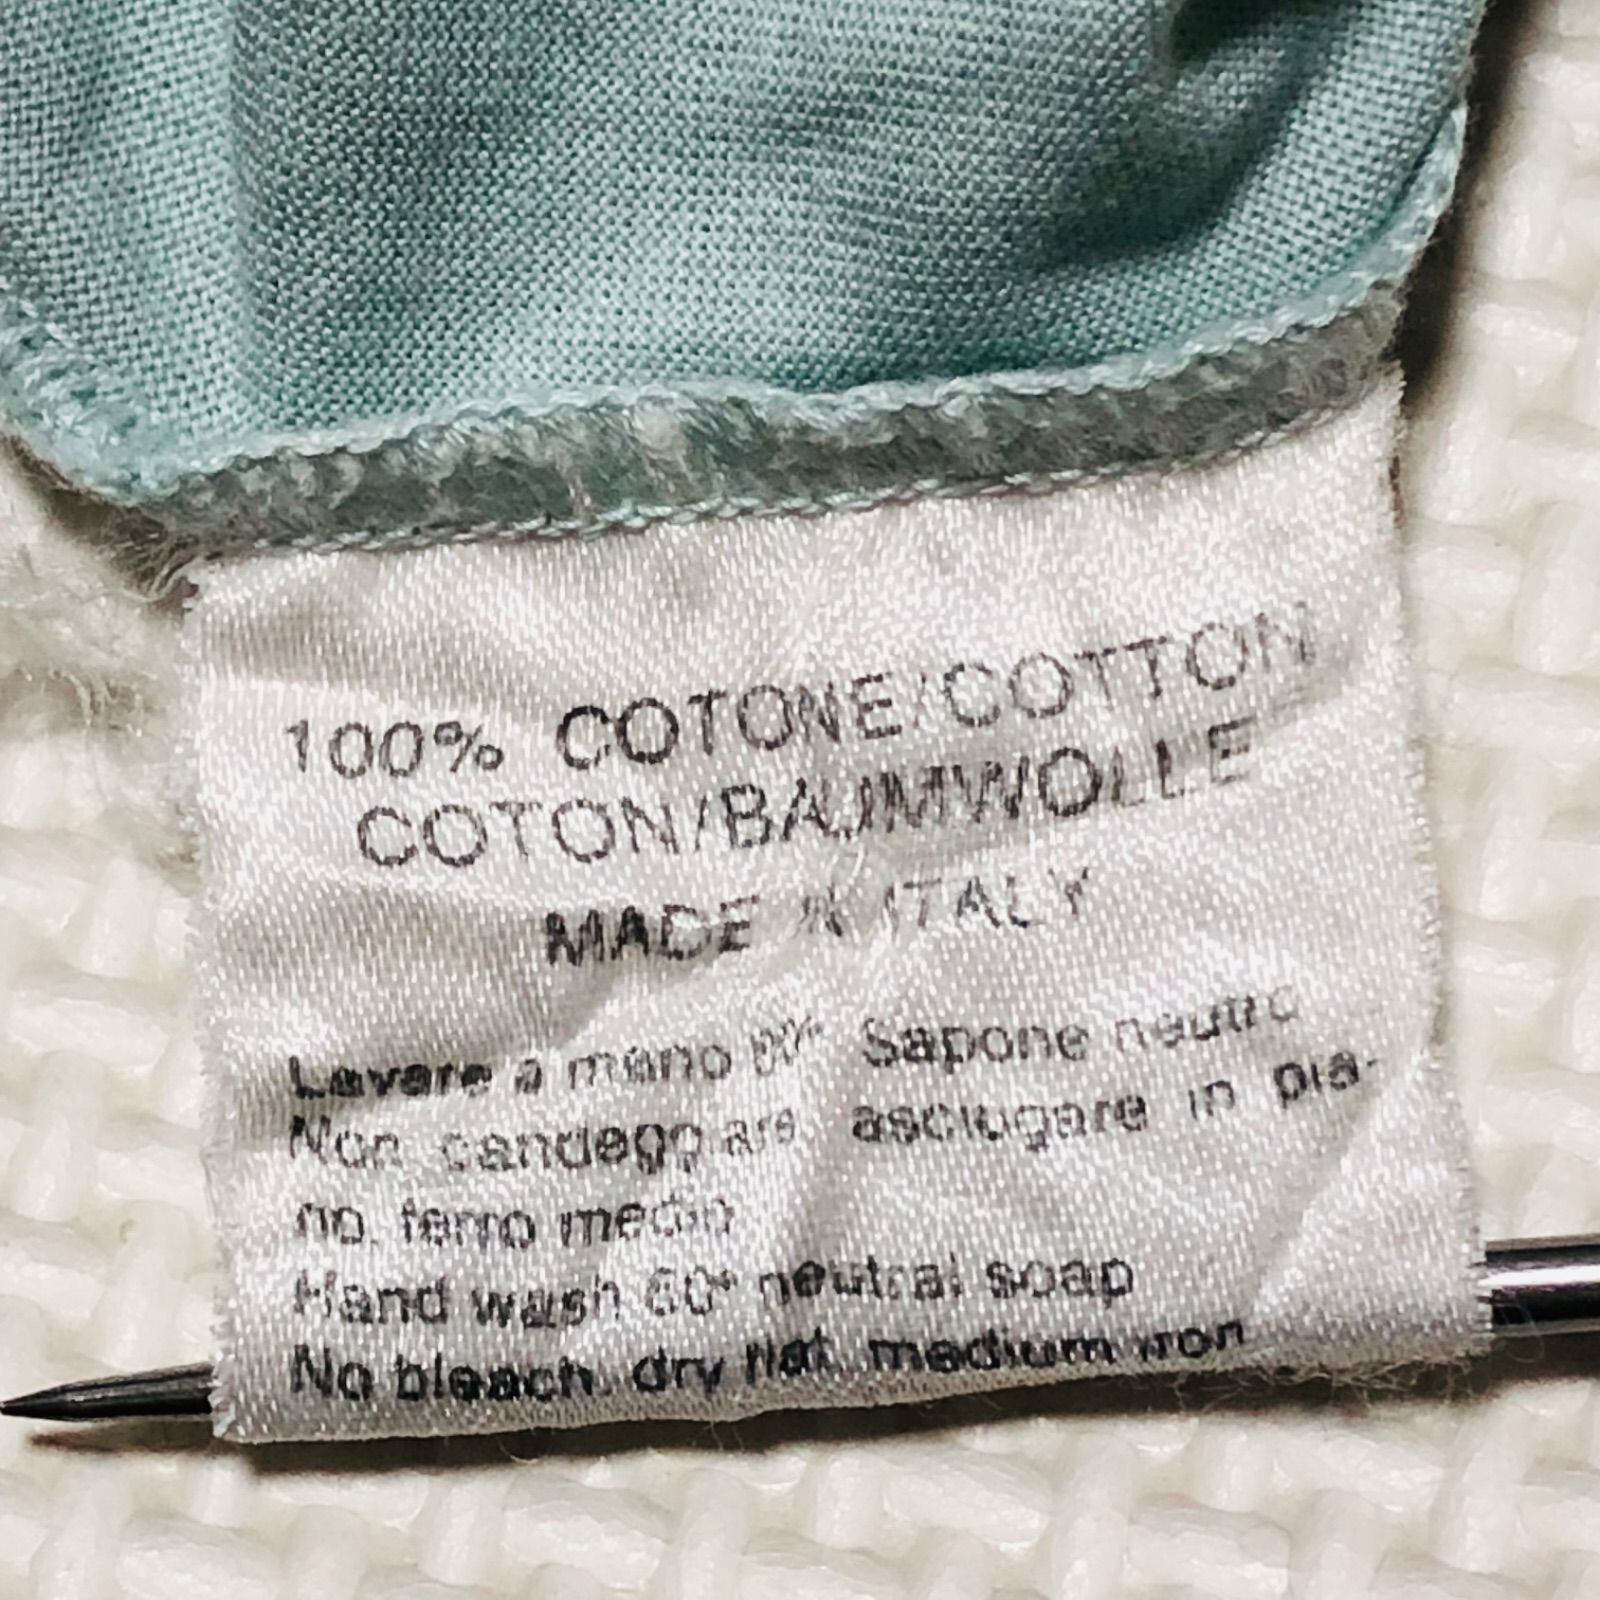 100% COTONE/COTTON
COTON/BAUMWOLLE
MADE IN ITALY
Lavare a mano 60° Sapone neutro
Non candeggiare, asciugare in pia-
no, ferro medio
Hand wash 60° neutral soap
No bleach, dry flat, medium iron